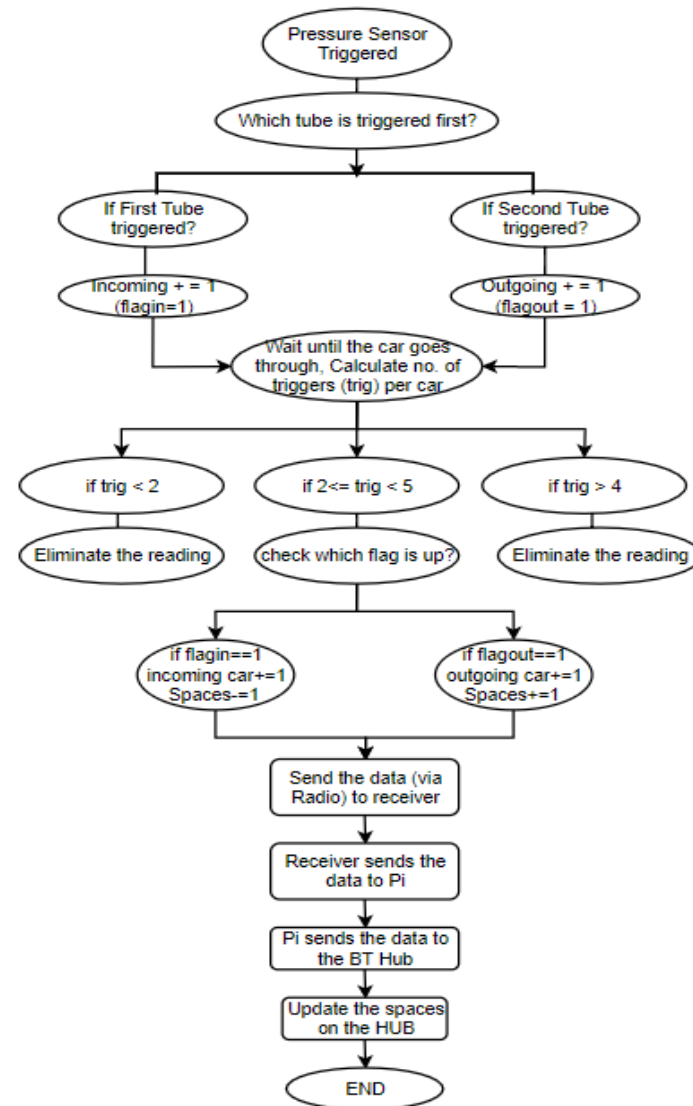 Pressure Sensor
Triggered
Which tube is triggered first?
If First Tube
triggered?
If Second Tube
triggered?
Incoming + = 1
(flagin=1)
Outgoing + = 1
(flagout = 1)
Wait until the car goes
through, Calculate no. of
triggers (trig) per car
if trig < 2
if 2<= trig < 5
if trig > 4
Eliminate the reading
check which flag is up?
Eliminate the reading
if flagin==1
incoming car+=1
Spaces-=1
if flagout==1
outgoing car+=1
Spaces+=1
Send the data (via
Radio) to receiver
Receiver sends the
data to Pi
Pi sends the data to
the BT Hub
Update the spaces
on the HUB
END